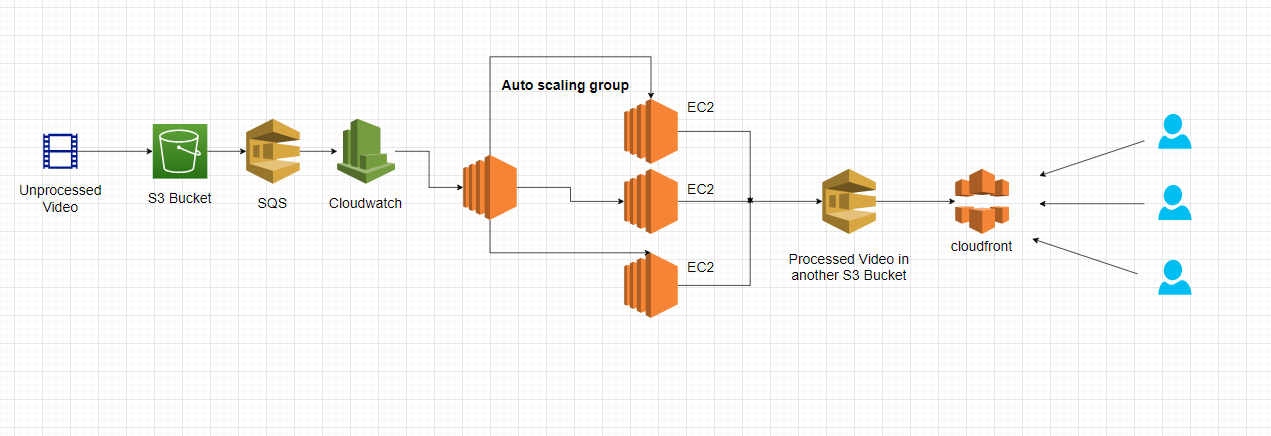 Unprocessed
Video
S3 Bucket
SQS
Cloudwatch
Auto scaling group
EC2
EC2
EC2
Processed Video in
another S3 Bucket
cloudfront